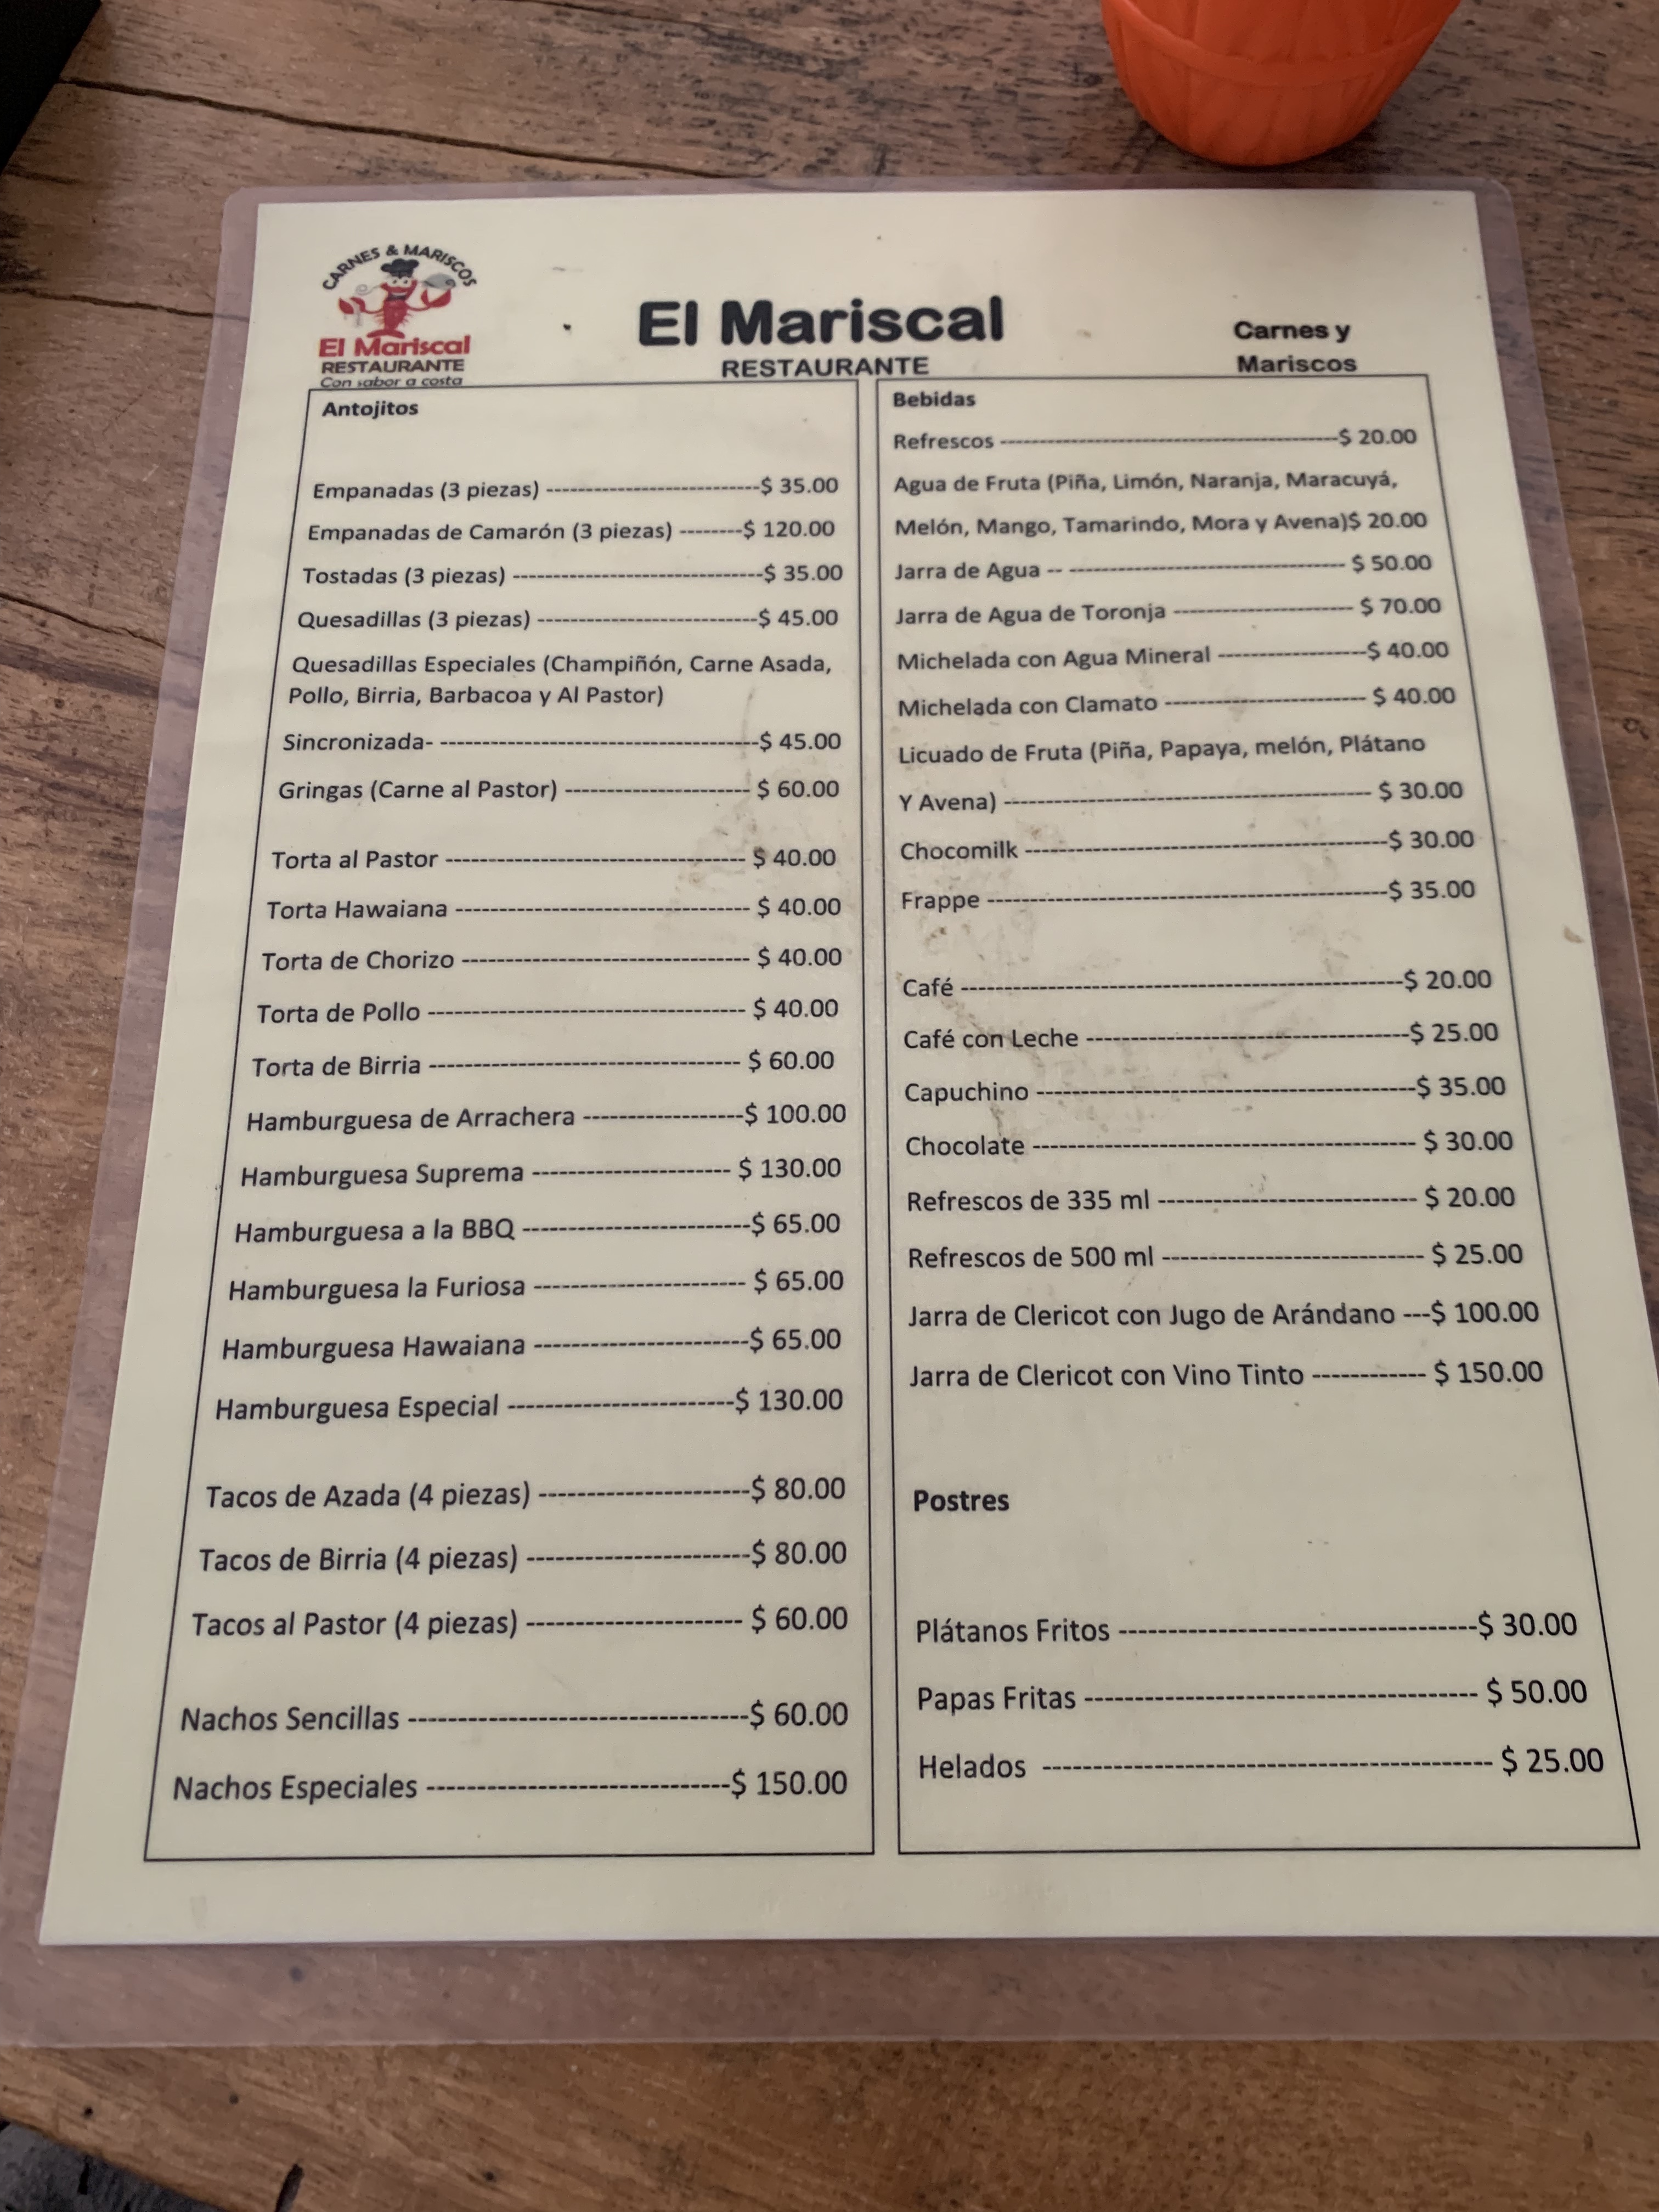 CARNES & MARISCOS
El Mariscal
RESTAURANTE
Con sabor a costa
El Mariscal
RESTAURANTE
Carnes y
Mariscos
Antojitos
Empanadas (3 piezas) --------------------------$ 35.00
Empanadas de Camarón (3 piezas) --------$ 120.00
Tostadas (3 piezas) ------------------------------$ 35.00
Quesadillas (3 piezas) ---------------------------$ 45.00
Quesadillas Especiales (Champiñón, Carne Asada,
Pollo, Birria, Barbacoa y Al Pastor)
Sincronizada- --------------------------------------$ 45.00
Gringas (Carne al Pastor) ---------------------- $ 60.00
Torta al Pastor ----------------------------------- $ 40.00
Torta Hawaiana ---------------------------------- $ 40.00
Torta de Chorizo --------------------------------- $ 40.00
Torta de Pollo ------------------------------------ $ 40.00
Torta de Birria ----------------------------------- $ 60.00
Hamburguesa de Arrachera ------------------$ 100.00
Hamburguesa Suprema ---------------------- $ 130.00
Hamburguesa a la BBQ -------------------------$ 65.00
Hamburguesa la Furiosa ----------------------- $ 65.00
Hamburguesa Hawaiana -----------------------$ 65.00
Hamburguesa Especial ------------------------$ 130.00
Tacos de Azada (4 piezas) ----------------------$ 80.00
Tacos de Birria (4 piezas) -----------------------$ 80.00
Tacos al Pastor (4 piezas) ---------------------- $ 60.00
Nachos Sencillas ----------------------------------$ 60.00
Nachos Especiales ------------------------------$ 150.00
Bebidas
Refrescos ------------------------------------------$ 20.00
Agua de Fruta (Piña, Limón, Naranja, Maracuyá,
Melón, Mango, Tamarindo, Mora y Avena)$ 20.00
Jarra de Agua -- ---------------------------------- $ 50.00
Jarra de Agua de Toronja ---------------------- $ 70.00
Michelada con Agua Mineral ------------------$ 40.00
Michelada con Clamato ------------------------ $ 40.00
Licuado de Fruta (Piña, Papaya, melón, Plátano
Y Avena) -------------------------------------------- $ 30.00
Chocomilk ------------------------------------------$ 30.00
Frappe ----------------------------------------------$ 35.00
Café --------------------------------------------------$ 20.00
Café con Leche ------------------------------------$ 25.00
Capuchino ------------------------------------------$ 35.00
Chocolate ------------------------------------------ $ 30.00
Refrescos de 335 ml ---------------------------- $ 20.00
Refrescos de 500 ml ---------------------------- $ 25.00
Jarra de Clericot con Jugo de Arándano ---$ 100.00
Jarra de Clericot con Vino Tinto ------------ $ 150.00
Postres
Plátanos Fritos -----------------------------------$ 30.00
Papas Fritas --------------------------------------- $ 50.00
Helados -------------------------------------------- $ 25.00